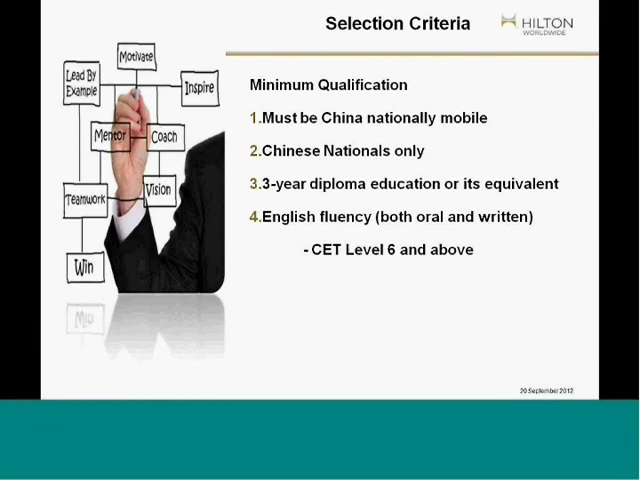 Selection Criteria
HILTON
WORLDWIDE
Motivate
Lead By
Example
Inspire
Mentor
Coach
Teamwork
Vision
Win
Win
Minimum Qualification
1.Must be China nationally mobile
2.Chinese Nationals only
3.3-year diploma education or its equivalent
4.English fluency (both oral and written)
- CET Level 6 and above
20 September 2012